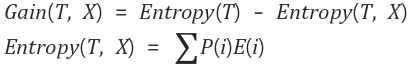 Gain(T, X) = Entropy(T) - Entropy(T, X)
Entropy(T, X) = ∑P(i)E(i)